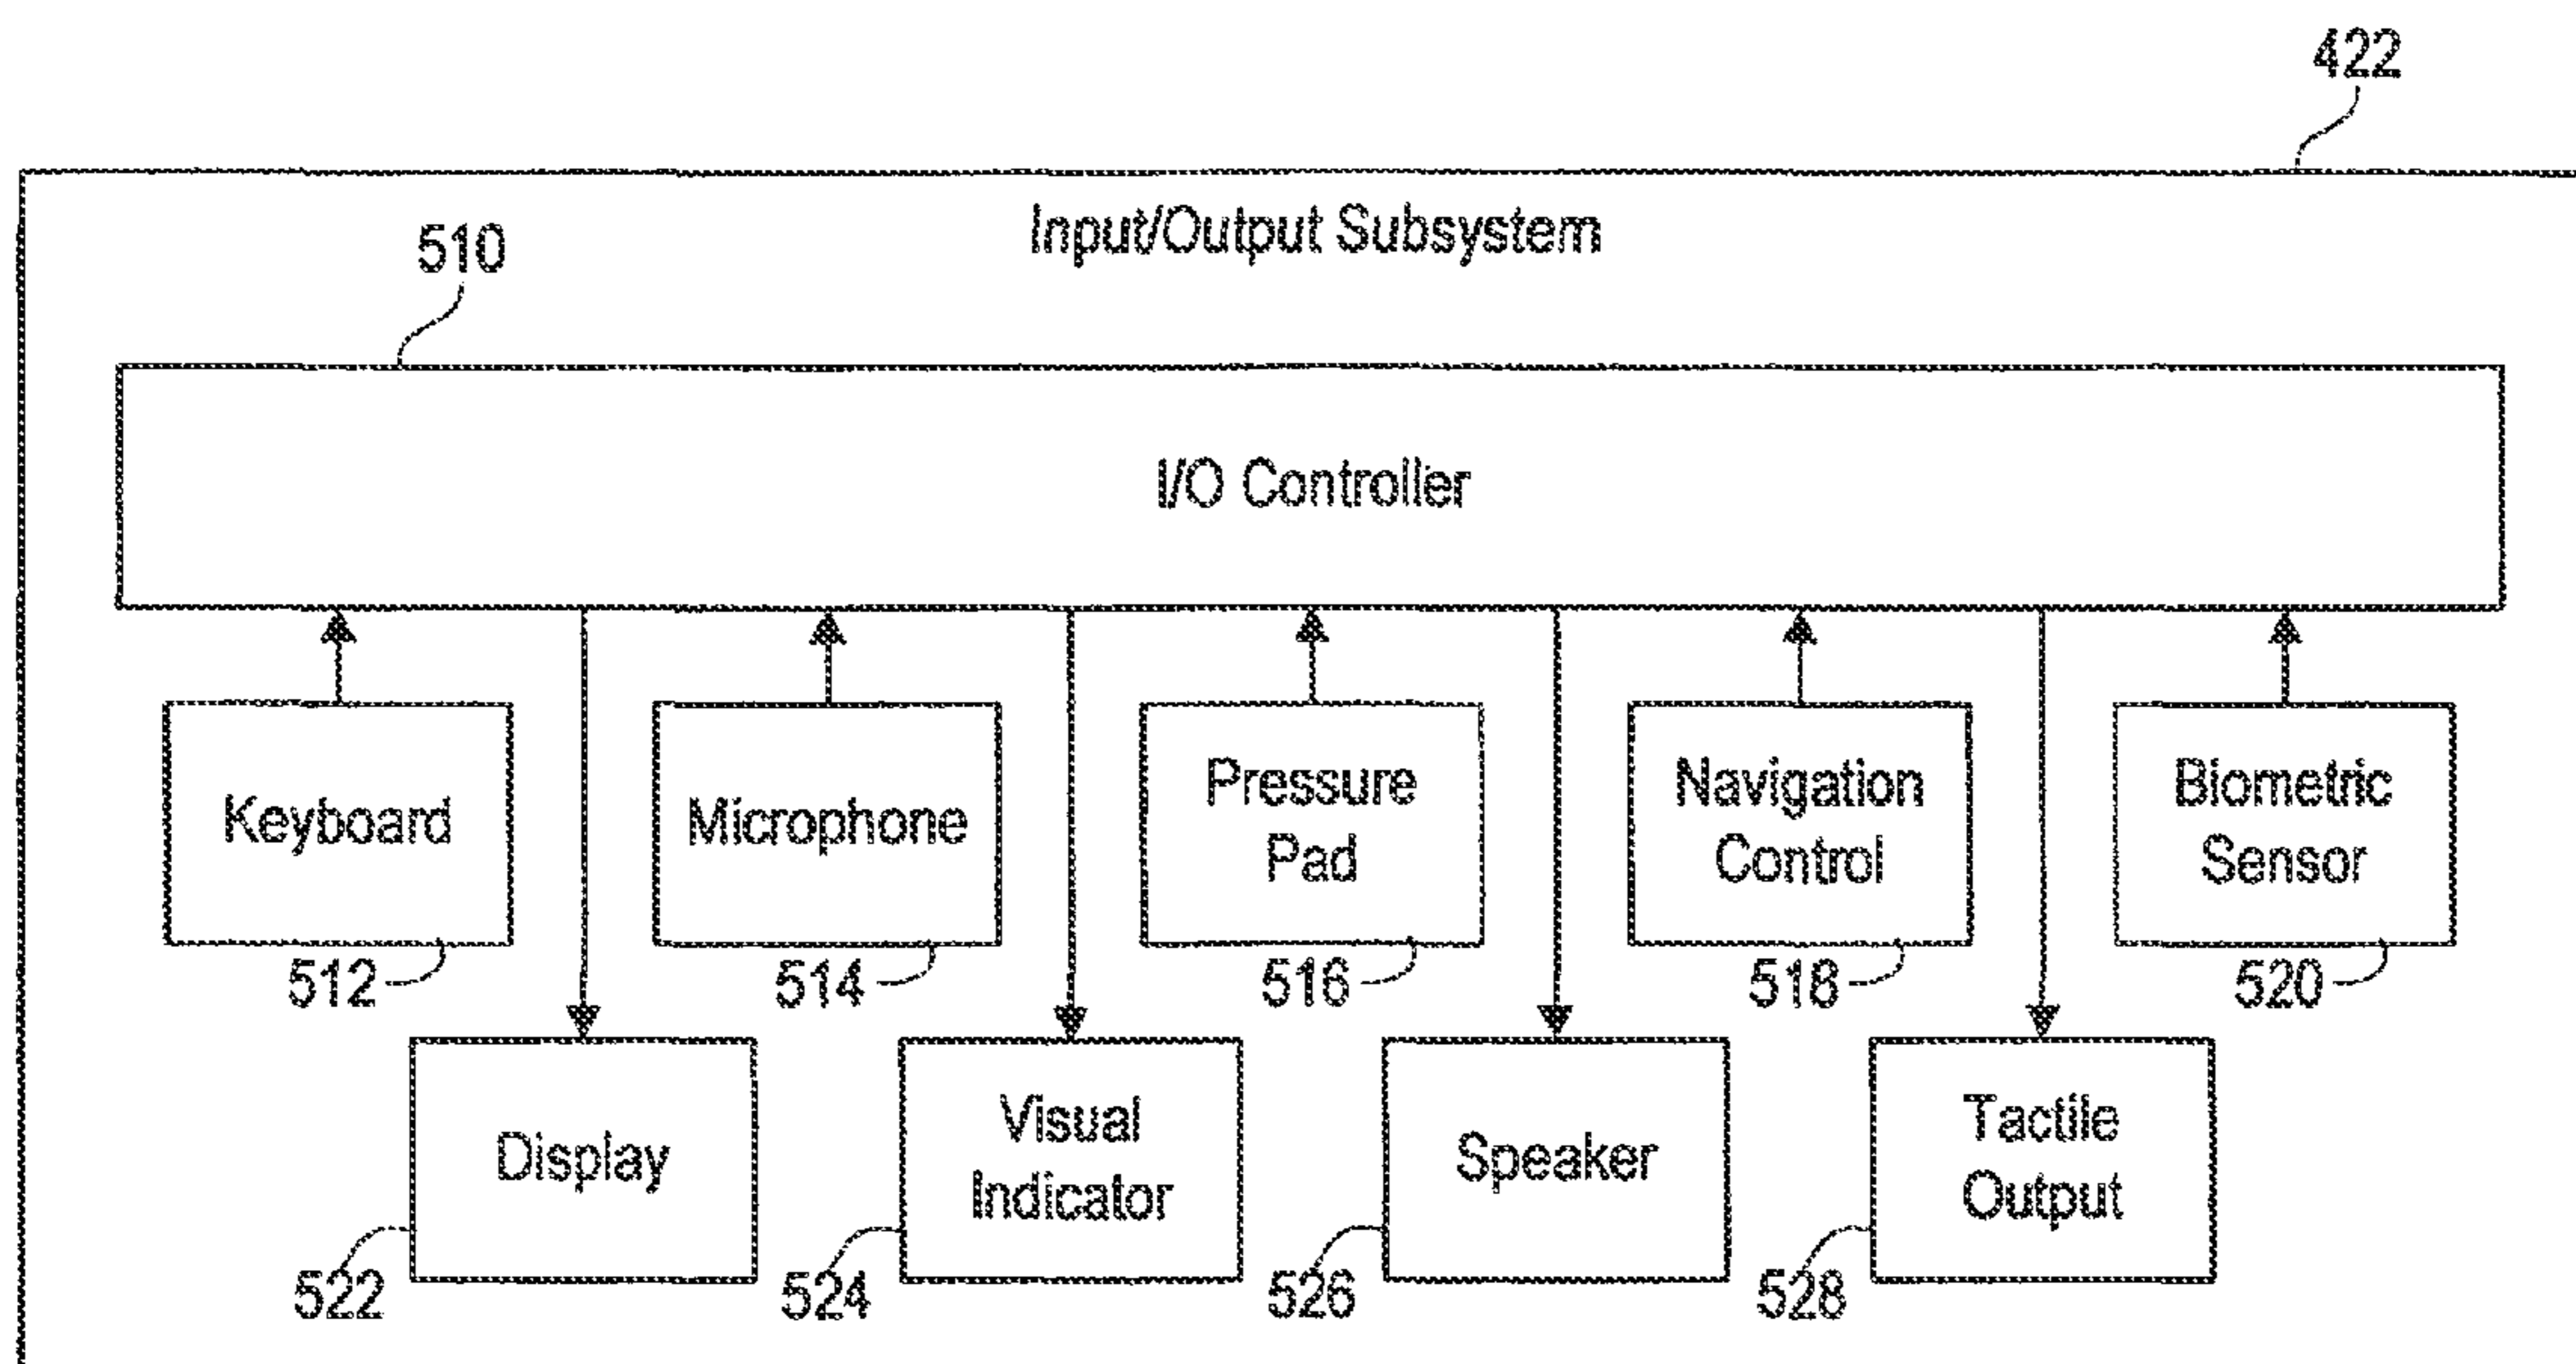 422
Input/Output Subsystem
510
I/O Controller
Keyboard
Microphone
Pressure
Pad
Navigation
Control
Biometric
Sensor
512
514
516
518
520
Display
Visual
Indicator
Speaker
Tactile
Output
522
524
526
528